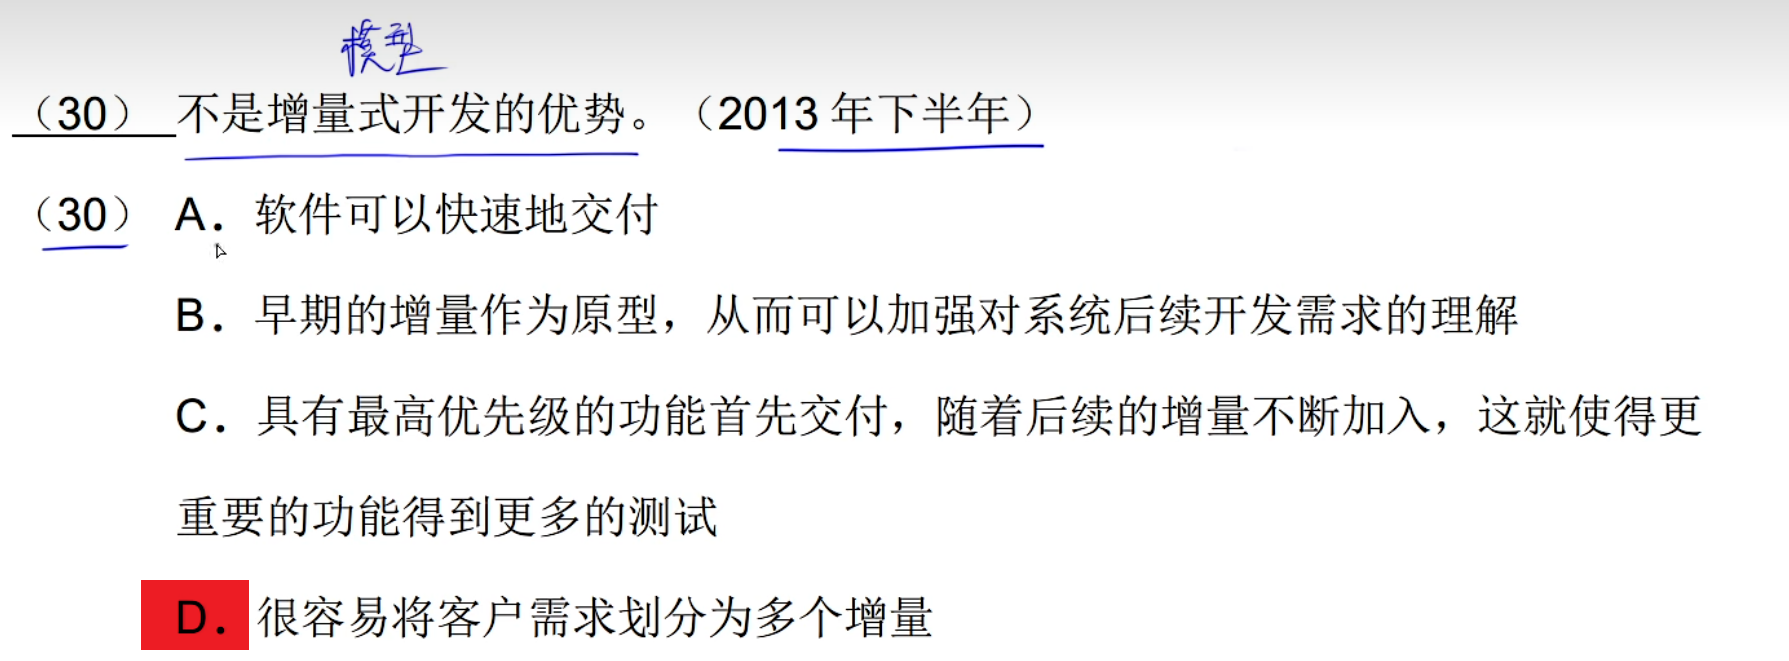 模型
（30）不是增量式开发的优势。（2013 年下半年）
（30） A．软件可以快速地交付
B．早期的增量作为原型，从而可以加强对系统后续开发需求的理解
C．具有最高优先级的功能首先交付，随着后续的增量不断加入，这就使得更
重要的功能得到更多的测试
D．很容易将客户需求划分为多个增量